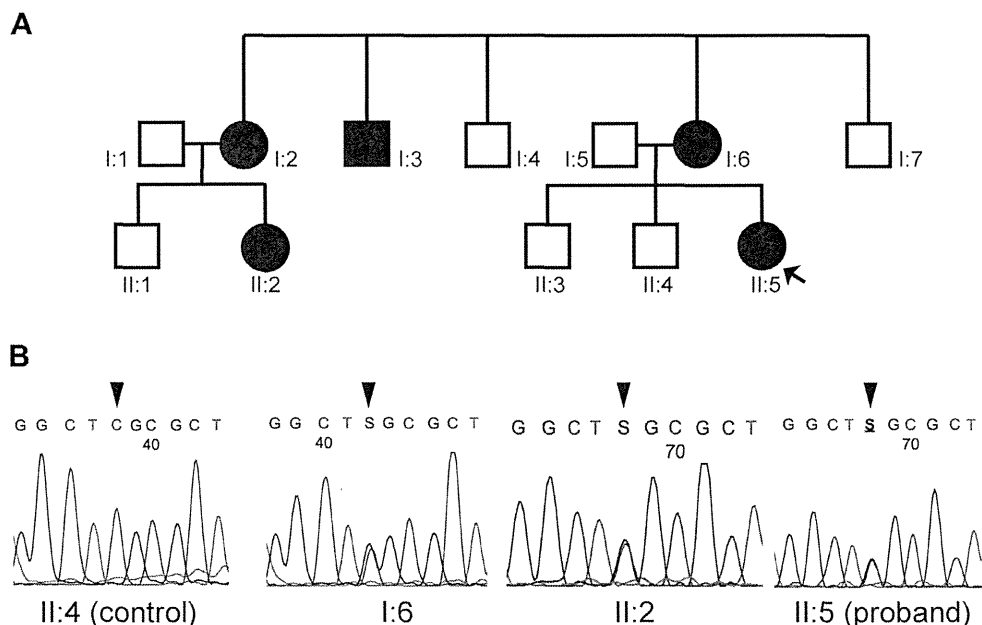 A
I:1 I:2 I:3 I:4 I:5 I:6 I:7
II:1 II:2 II:3 II:4 II:5
B
G G C T C G C G C T
40
G G C T S G C G C T
40
G G C T S G C G C T
70
G G C T S G C G C T
70
II:4 (control) I:6 II:2 II:5 (proband)